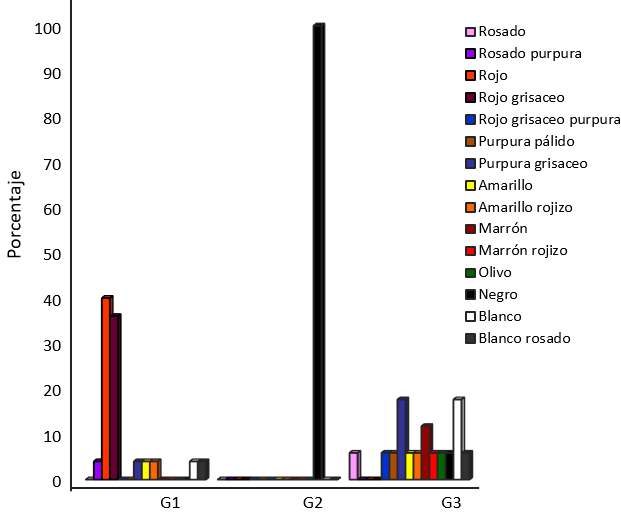 Porcentaje
100
90
80
70
60
50
40
30
20
10
0
G1
G2
G3
Rosado
Rosado purpura
Rojo
Rojo grisaceo
Rojo grisaceo purpura
Purpura pálido
Purpura grisaceo
Amarillo
Amarillo rojizo
Marrón
Marrón rojizo
Olivo
Negro
Blanco
Blanco rosado